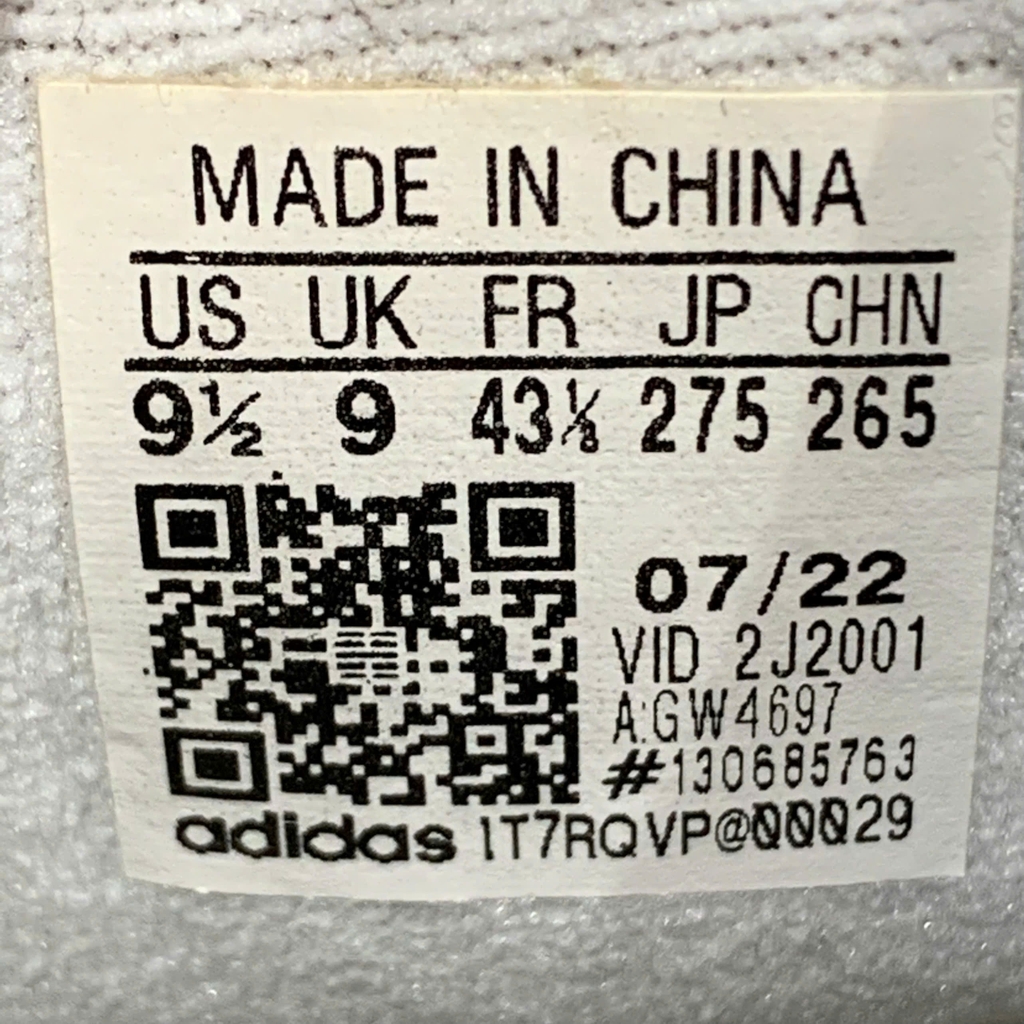 MADE IN CHINA
US UK FR JP CHN
9½ 9 43⅓ 275 265
07/22
VID 2J2001
A:GW4697
#130685763
adidas 1T7RQVP@00029